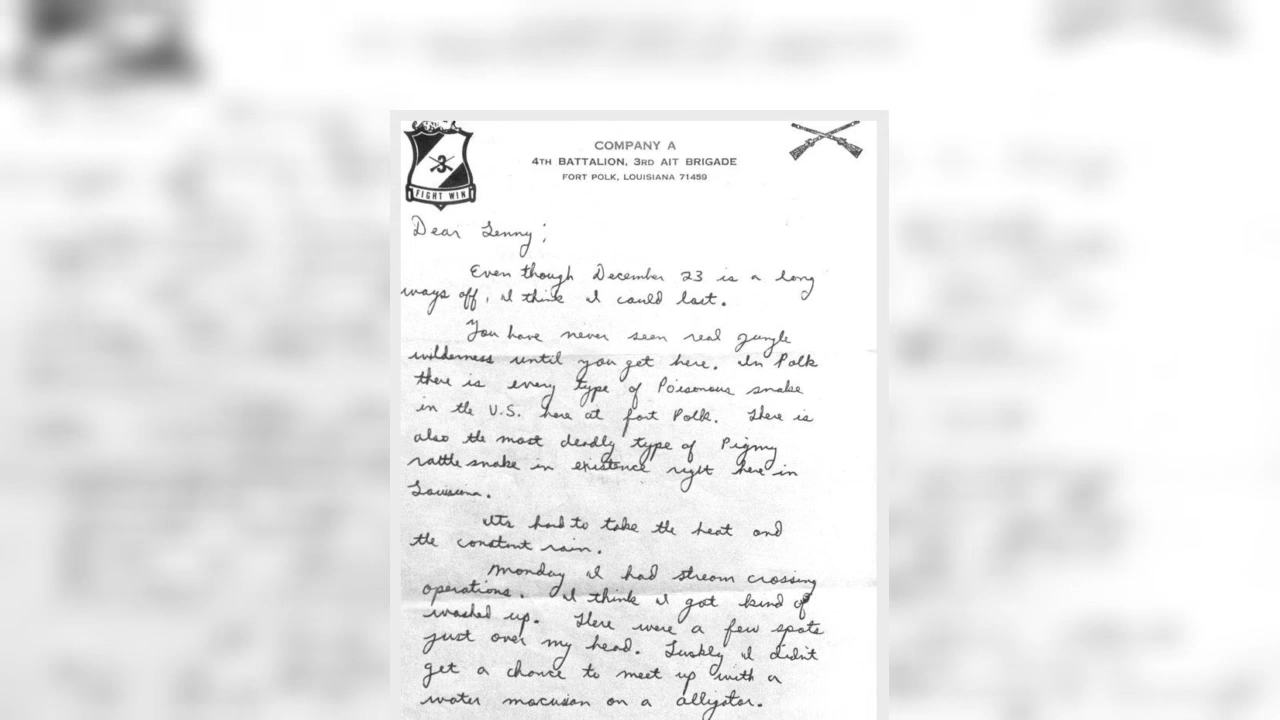 COMPANY A
4TH BATTALION, 3RD AIT BRIGADE
FORT POLK, LOUISIANA 71459
3
FIGHT WIN
Dear Lenny;
Even though December 23 is a long
ways off, I think I could last.
You have never seen real jungle
wilderness until you get here. In Polk
there is every type of Poisonous snake
in the U.S. here at fort Polk. There is
also the most deadly type of Pigmy
rattle snake in existence right here in
Louisiana.
Its hard to take the heat and
the constant rain.
Monday I had stream crossing
operations. I think I got kind of
washed up. There were a few spots
just over my head. Luckly I didn't
get a chance to meet up with a
water on a alligator.